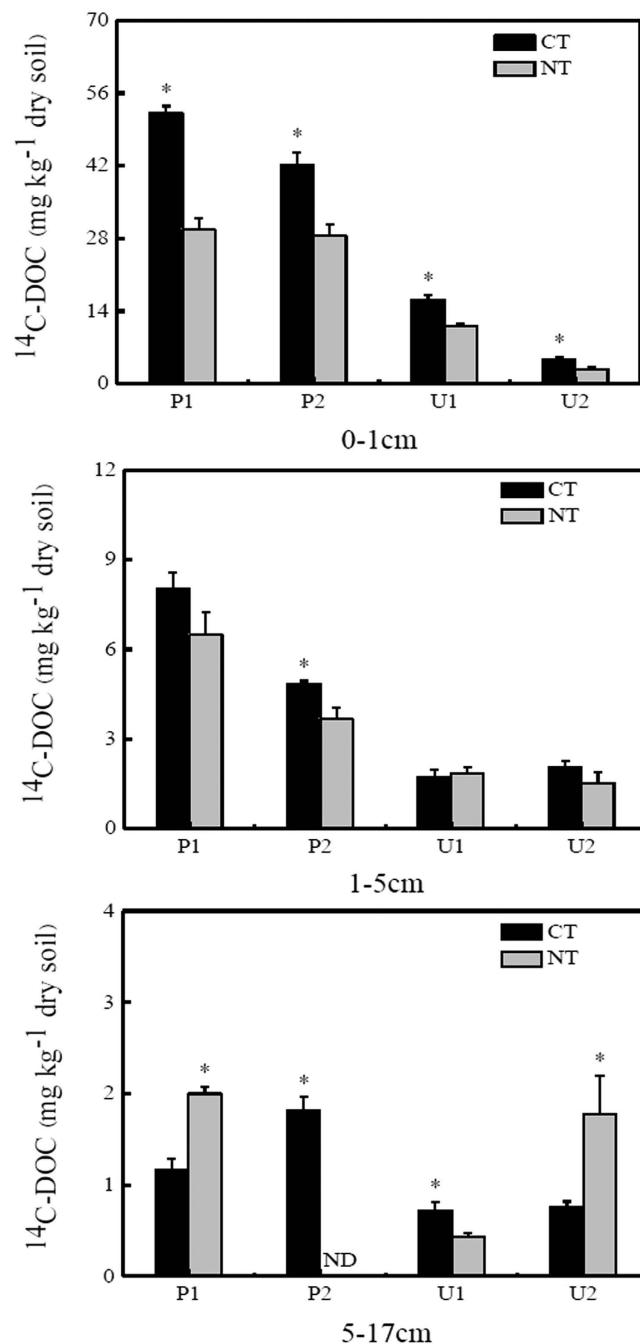 70
56
42
28
14
0
¹⁴C-DOC (mg kg⁻¹ dry soil)
CT
NT
*
*
*
*
P1 P2 U1 U2
0-1cm
12
9
6
3
0
¹⁴C-DOC (mg kg⁻¹ dry soil)
CT
NT
*
P1 P2 U1 U2
1-5cm
4
3
2
1
0
¹⁴C-DOC (mg kg⁻¹ dry soil)
CT
NT
*
*
*
*
ND
P1 P2 U1 U2
5-17cm